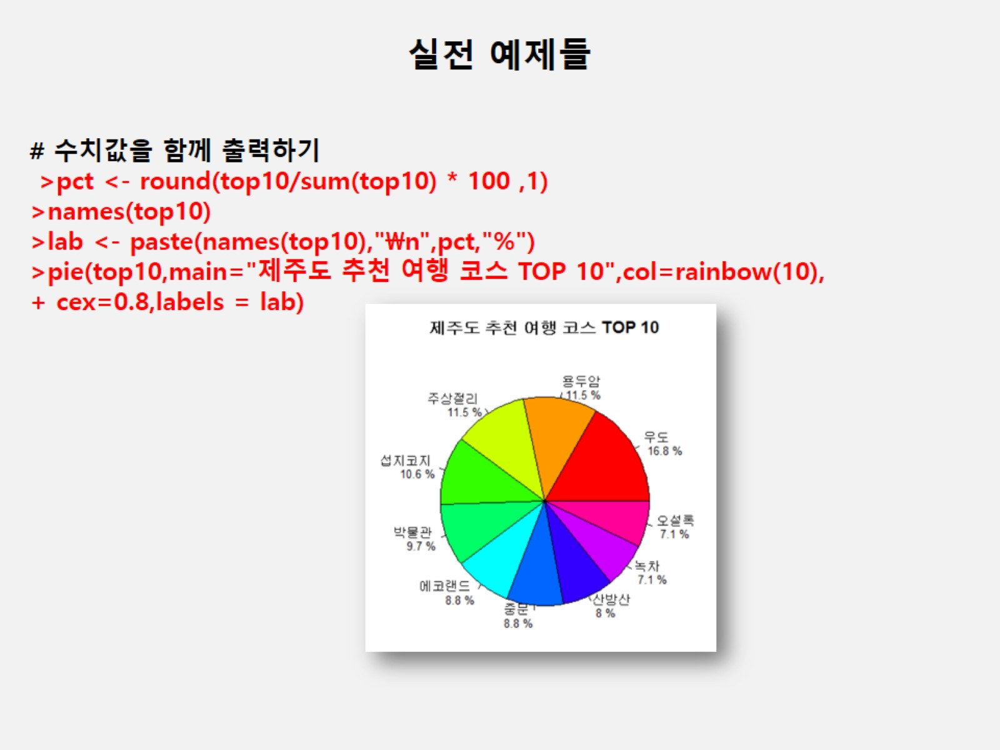 실전 예제들
# 수치값을 함께 출력하기
>pct <- round(top10/sum(top10) * 100 ,1)
>names(top10)
>lab <- paste(names(top10),"₩n",pct,"%")
>pie(top10,main="제주도 추천 여행 코스 TOP 10",col=rainbow(10),
+ cex=0.8,labels = lab)
제주도 추천 여행 코스 TOP 10
용두암
11.5 %
주상절리
11.5 %
우도
16.8 %
섭지코지
10.6 %
오설록
7.1 %
박물관
9.7 %
녹차
7.1 %
에코랜드
8.8 %
산방산
8 %
중문
8.8 %